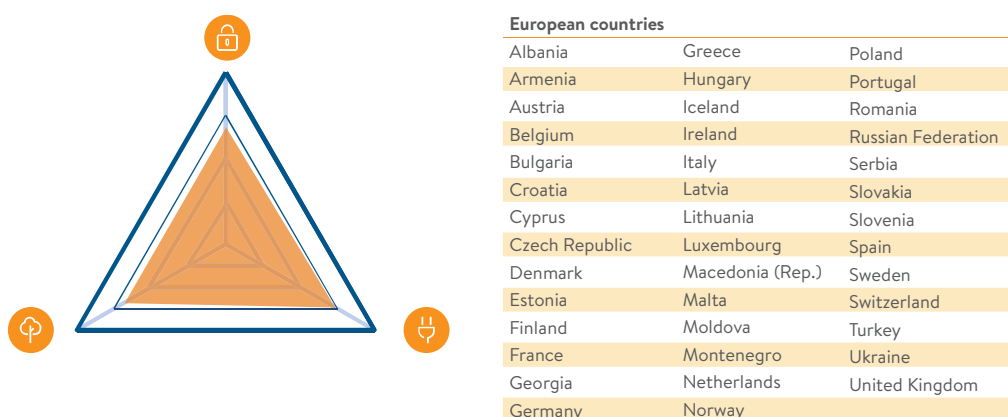 European countries
Albania Greece Poland
Armenia Hungary Portugal
Austria Iceland Romania
Belgium Ireland Russian Federation
Bulgaria Italy Serbia
Croatia Latvia Slovakia
Cyprus Lithuania Slovenia
Czech Republic Luxembourg Spain
Denmark Macedonia (Rep.) Sweden
Estonia Malta Switzerland
Finland Moldova Turkey
France Montenegro Ukraine
Georgia Netherlands United Kingdom
Germany Norway